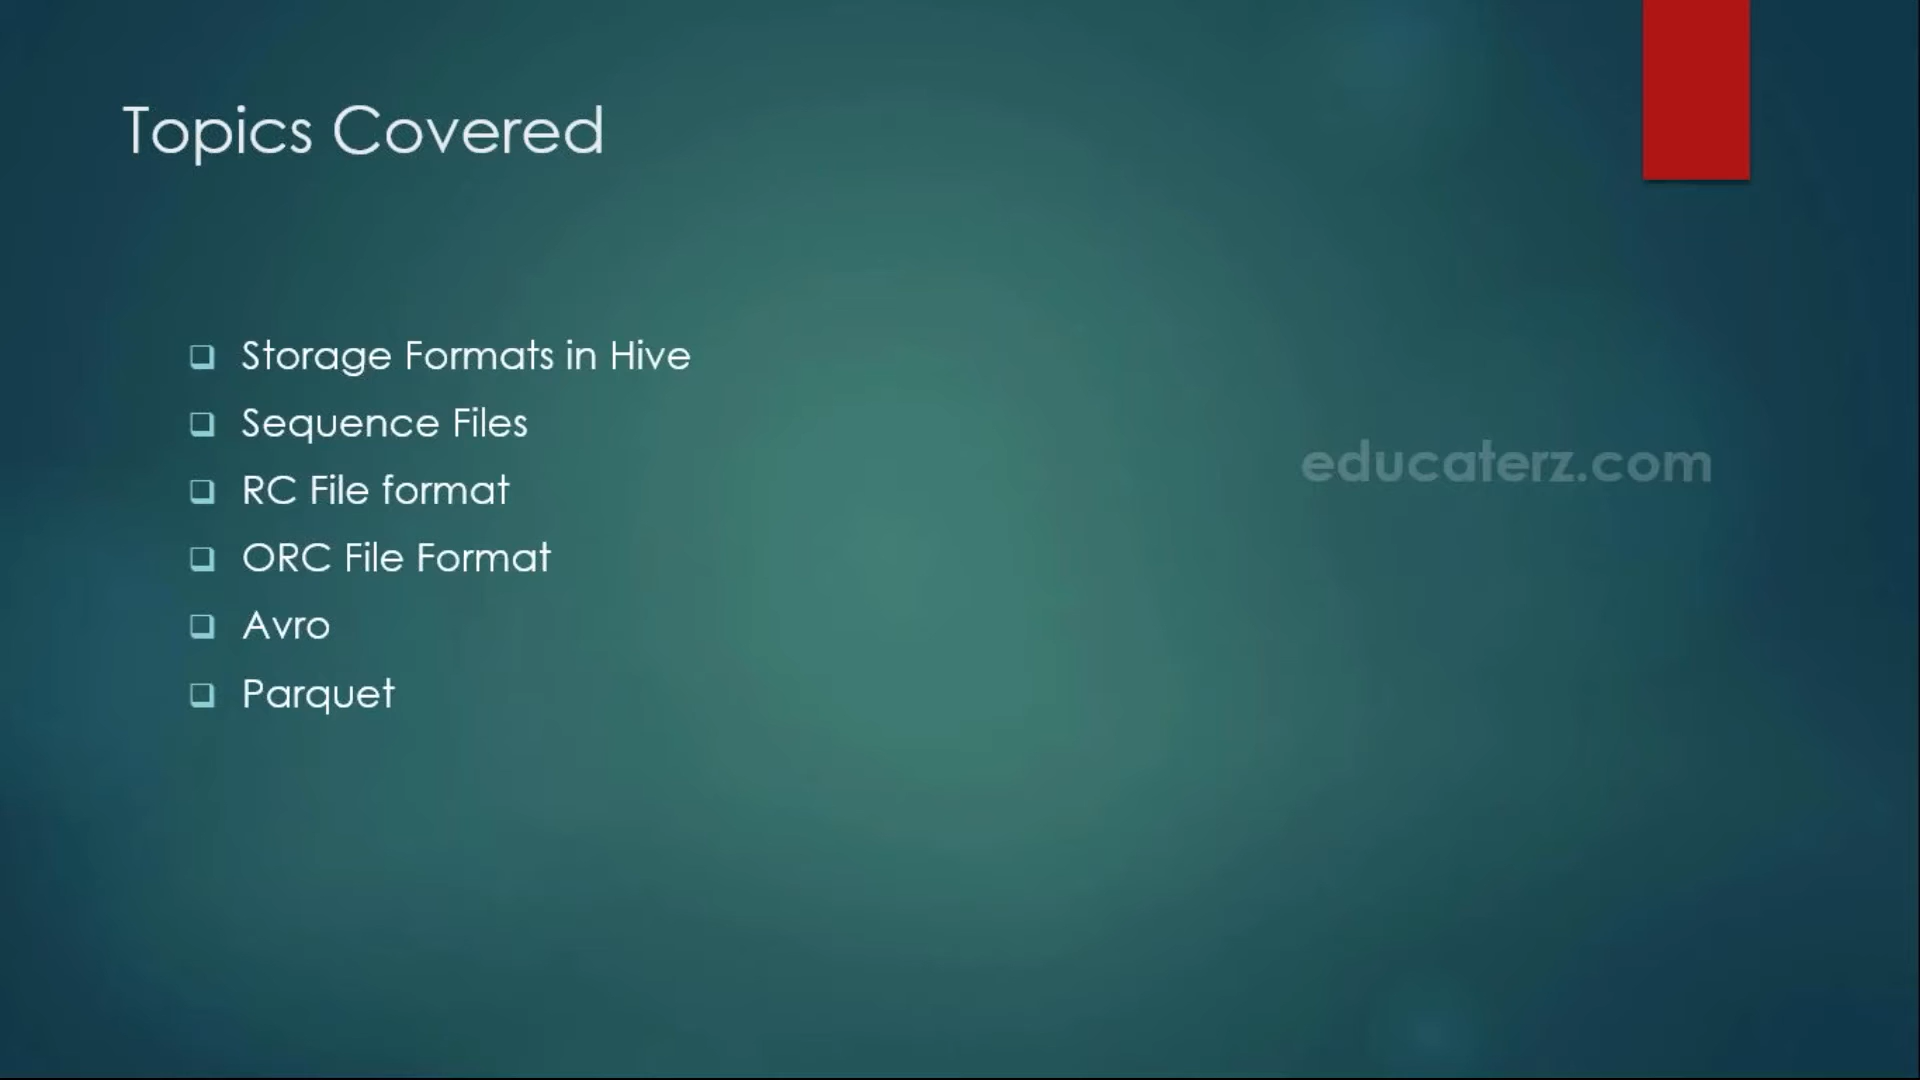 Topics Covered
Storage Formats in Hive
Sequence Files
RC File format
ORC File Format
Avro
Parquet
educaterz.com